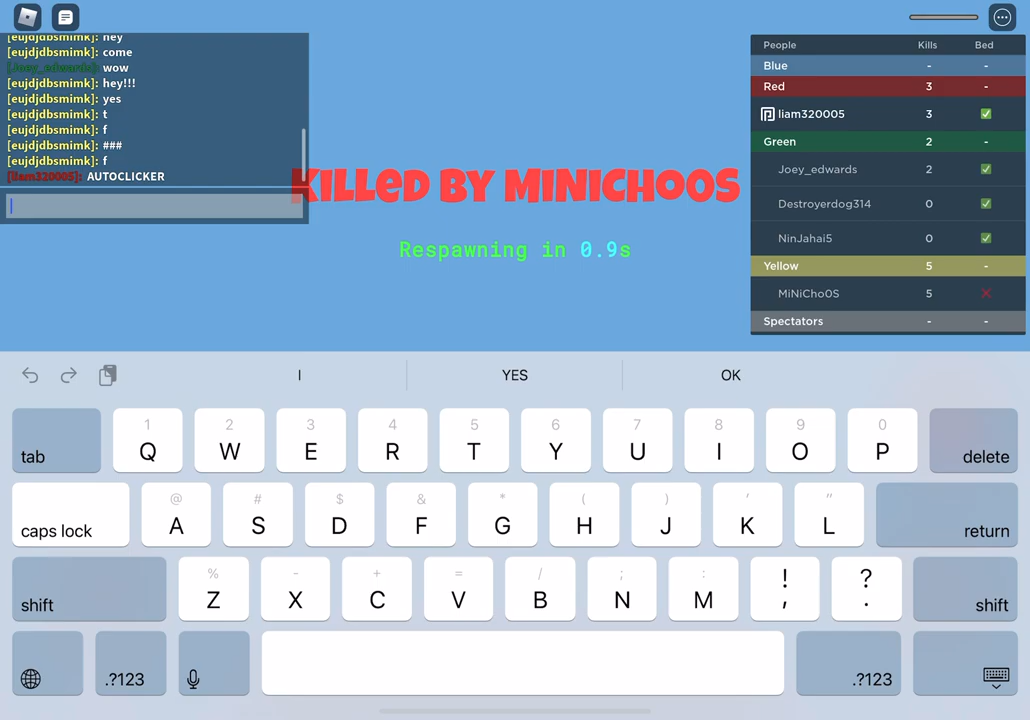 [eujdjdbsmimk]: hey
[eujdjdbsmimk]: come
[Joey_edwards]: wow
[eujdjdbsmimk]: hey!!!
[eujdjdbsmimk]: yes
[eujdjdbsmimk]: t
[eujdjdbsmimk]: f
[eujdjdbsmimk]: ###
[eujdjdbsmimk]: f
[liam320005]: AUTOCLICKER
KILLED BY MINICHOOS
Respawning in 0.9s
People Kills Bed
Blue - -
Red 3 -
liam320005 3
Green 2 -
Joey_edwards 2
Destroyerdog314 0
NinJahai5 0
Yellow 5 -
MiNiCho0S 5
Spectators - -
I YES OK
1 2 3 4 5 6 7 8 9 0
tab Q W E R T Y U I O P delete
@ # $ & * ( ) ' "
caps lock A S D F G H J K L return
% - + = / ; : ! ?
shift Z X C V B N M , . shift
.?123 .?123